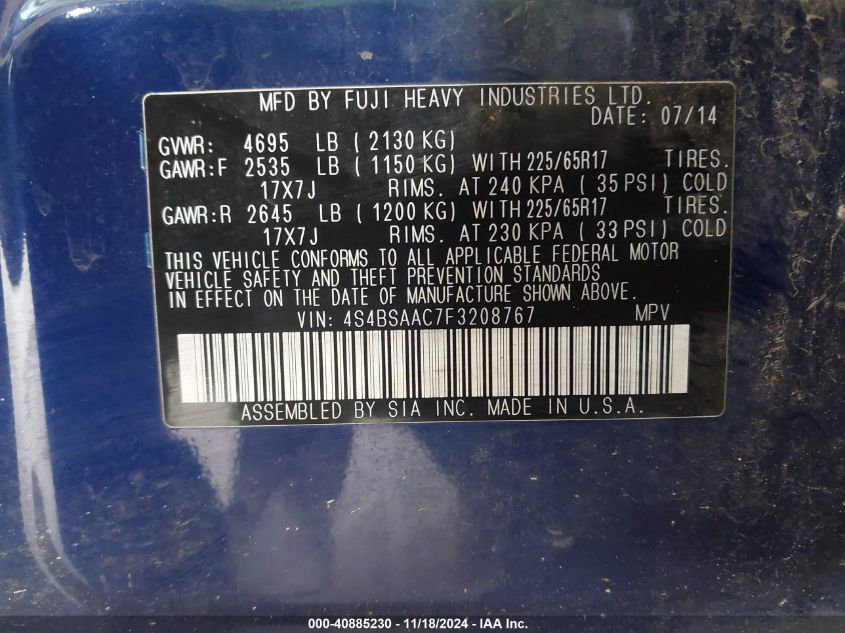 MFD BY FUJI HEAVY INDUSTRIES LTD.
DATE: 07/14
GVWR: 4695 LB ( 2130 KG)
GAWR:F 2535 LB ( 1150 KG) WITH 225/65R17 TIRES.
17X7J RIMS. AT 240 KPA ( 35 PSI) COLD
GAWR:R 2645 LB ( 1200 KG) WITH 225/65R17 TIRES.
17X7J RIMS. AT 230 KPA ( 33 PSI) COLD
THIS VEHICLE CONFORMS TO ALL APPLICABLE FEDERAL MOTOR
VEHICLE SAFETY AND THEFT PREVENTION STANDARDS
IN EFFECT ON THE DATE OF MANUFACTURE SHOWN ABOVE.
VIN: 4S4BSAAC7F3208767 MPV
ASSEMBLED BY SIA INC. MADE IN U.S.A.
000-40885230 - 11/18/2024 - IAA Inc.